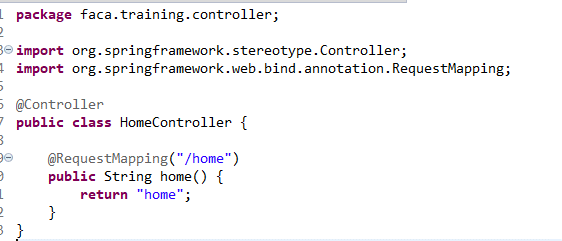 1 package faca.training.controller;
2
3 import org.springframework.stereotype.Controller;
4 import org.springframework.web.bind.annotation.RequestMapping;
5
6 @Controller
7 public class HomeController {
8
9 @RequestMapping("/home")
0 public String home() {
1 return "home";
2 }
3 }